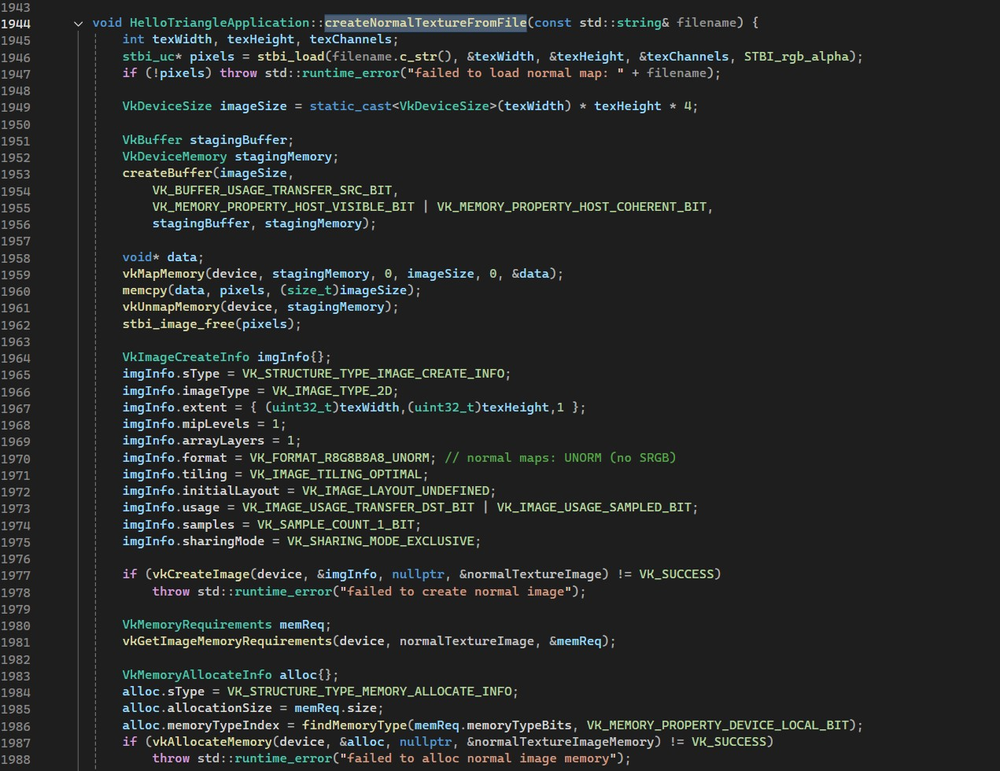 1943
1944 void HelloTriangleApplication::createNormalTextureFromFile(const std::string& filename) {
1945 int texWidth, texHeight, texChannels;
1946 stbi_uc* pixels = stbi_load(filename.c_str(), &texWidth, &texHeight, &texChannels, STBI_rgb_alpha);
1947 if (!pixels) throw std::runtime_error("failed to load normal map: " + filename);
1948
1949 VkDeviceSize imageSize = static_cast<VkDeviceSize>(texWidth) * texHeight * 4;
1950
1951 VkBuffer stagingBuffer;
1952 VkDeviceMemory stagingMemory;
1953 createBuffer(imageSize,
1954 VK_BUFFER_USAGE_TRANSFER_SRC_BIT,
1955 VK_MEMORY_PROPERTY_HOST_VISIBLE_BIT | VK_MEMORY_PROPERTY_HOST_COHERENT_BIT,
1956 stagingBuffer, stagingMemory);
1957
1958 void* data;
1959 vkMapMemory(device, stagingMemory, 0, imageSize, 0, &data);
1960 memcpy(data, pixels, (size_t)imageSize);
1961 vkUnmapMemory(device, stagingMemory);
1962 stbi_image_free(pixels);
1963
1964 VkImageCreateInfo imgInfo{};
1965 imgInfo.sType = VK_STRUCTURE_TYPE_IMAGE_CREATE_INFO;
1966 imgInfo.imageType = VK_IMAGE_TYPE_2D;
1967 imgInfo.extent = { (uint32_t)texWidth,(uint32_t)texHeight,1 };
1968 imgInfo.mipLevels = 1;
1969 imgInfo.arrayLayers = 1;
1970 imgInfo.format = VK_FORMAT_R8G8B8A8_UNORM; // normal maps: UNORM (no SRGB)
1971 imgInfo.tiling = VK_IMAGE_TILING_OPTIMAL;
1972 imgInfo.initialLayout = VK_IMAGE_LAYOUT_UNDEFINED;
1973 imgInfo.usage = VK_IMAGE_USAGE_TRANSFER_DST_BIT | VK_IMAGE_USAGE_SAMPLED_BIT;
1974 imgInfo.samples = VK_SAMPLE_COUNT_1_BIT;
1975 imgInfo.sharingMode = VK_SHARING_MODE_EXCLUSIVE;
1976
1977 if (vkCreateImage(device, &imgInfo, nullptr, &normalTextureImage) != VK_SUCCESS)
1978 throw std::runtime_error("failed to create normal image");
1979
1980 VkMemoryRequirements memReq;
1981 vkGetImageMemoryRequirements(device, normalTextureImage, &memReq);
1982
1983 VkMemoryAllocateInfo alloc{};
1984 alloc.sType = VK_STRUCTURE_TYPE_MEMORY_ALLOCATE_INFO;
1985 alloc.allocationSize = memReq.size;
1986 alloc.memoryTypeIndex = findMemoryType(memReq.memoryTypeBits, VK_MEMORY_PROPERTY_DEVICE_LOCAL_BIT);
1987 if (vkAllocateMemory(device, &alloc, nullptr, &normalTextureImageMemory) != VK_SUCCESS)
1988 throw std::runtime_error("failed to alloc normal image memory");